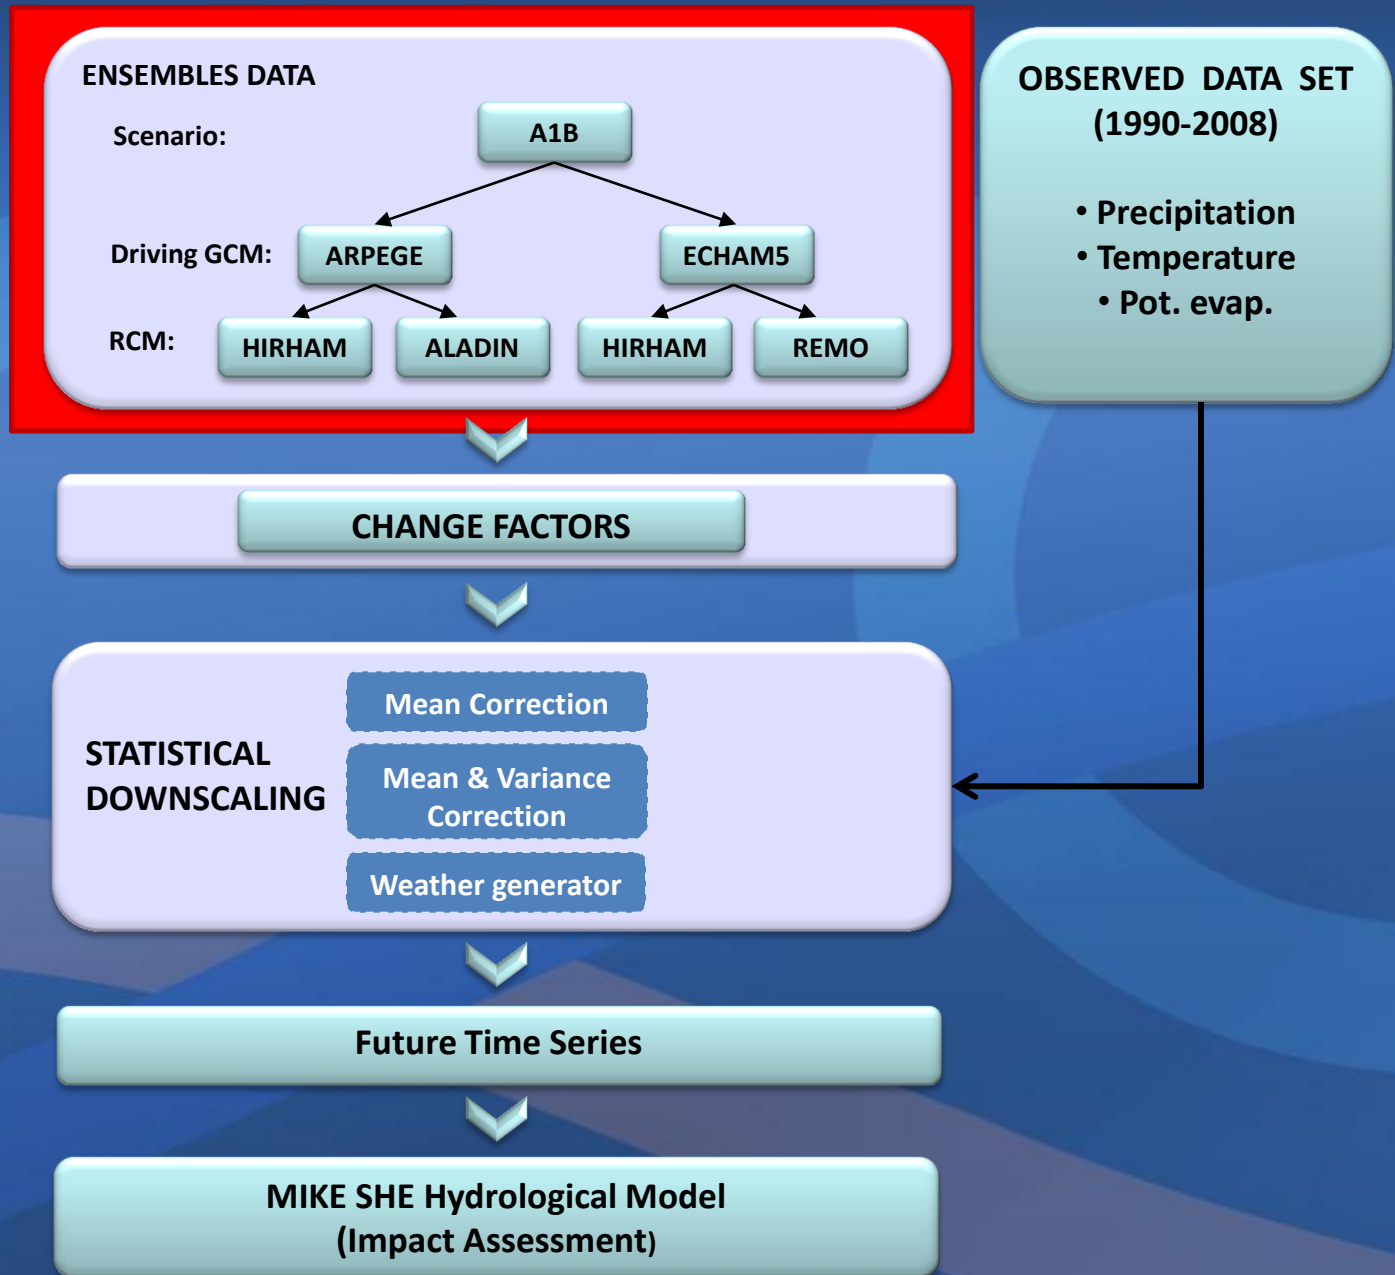 ENSEMBLES DATA
Scenario:
A1B
Driving GCM:
ARPEGE
ECHAM5
RCM:
HIRHAM
ALADIN
HIRHAM
REMO
OBSERVED DATA SET
(1990-2008)
• Precipitation
• Temperature
• Pot. evap.
CHANGE FACTORS
STATISTICAL
DOWNSCALING
Mean Correction
Mean & Variance
Correction
Weather generator
Future Time Series
MIKE SHE Hydrological Model
(Impact Assessment)